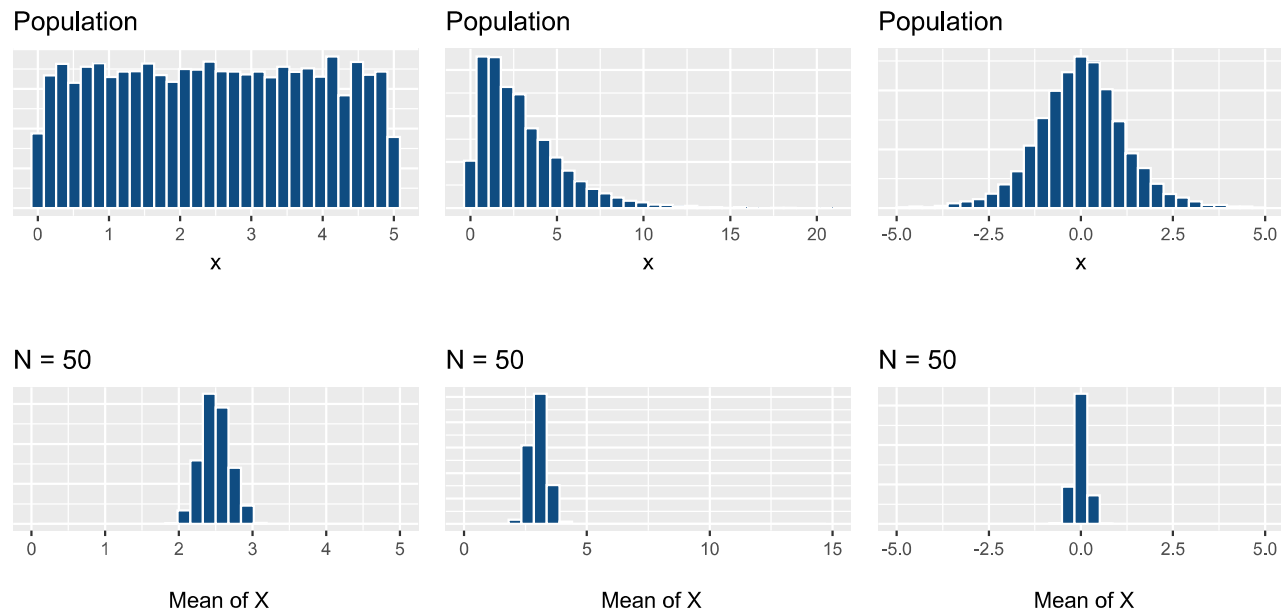 Population
0 1 2 3 4 5
x
Population
0 5 10 15 20
x
Population
-5.0 -2.5 0.0 2.5 5.0
x
N = 50
0 1 2 3 4 5
Mean of X
N = 50
0 5 10 15
Mean of X
N = 50
-5.0 -2.5 0.0 2.5 5.0
Mean of X